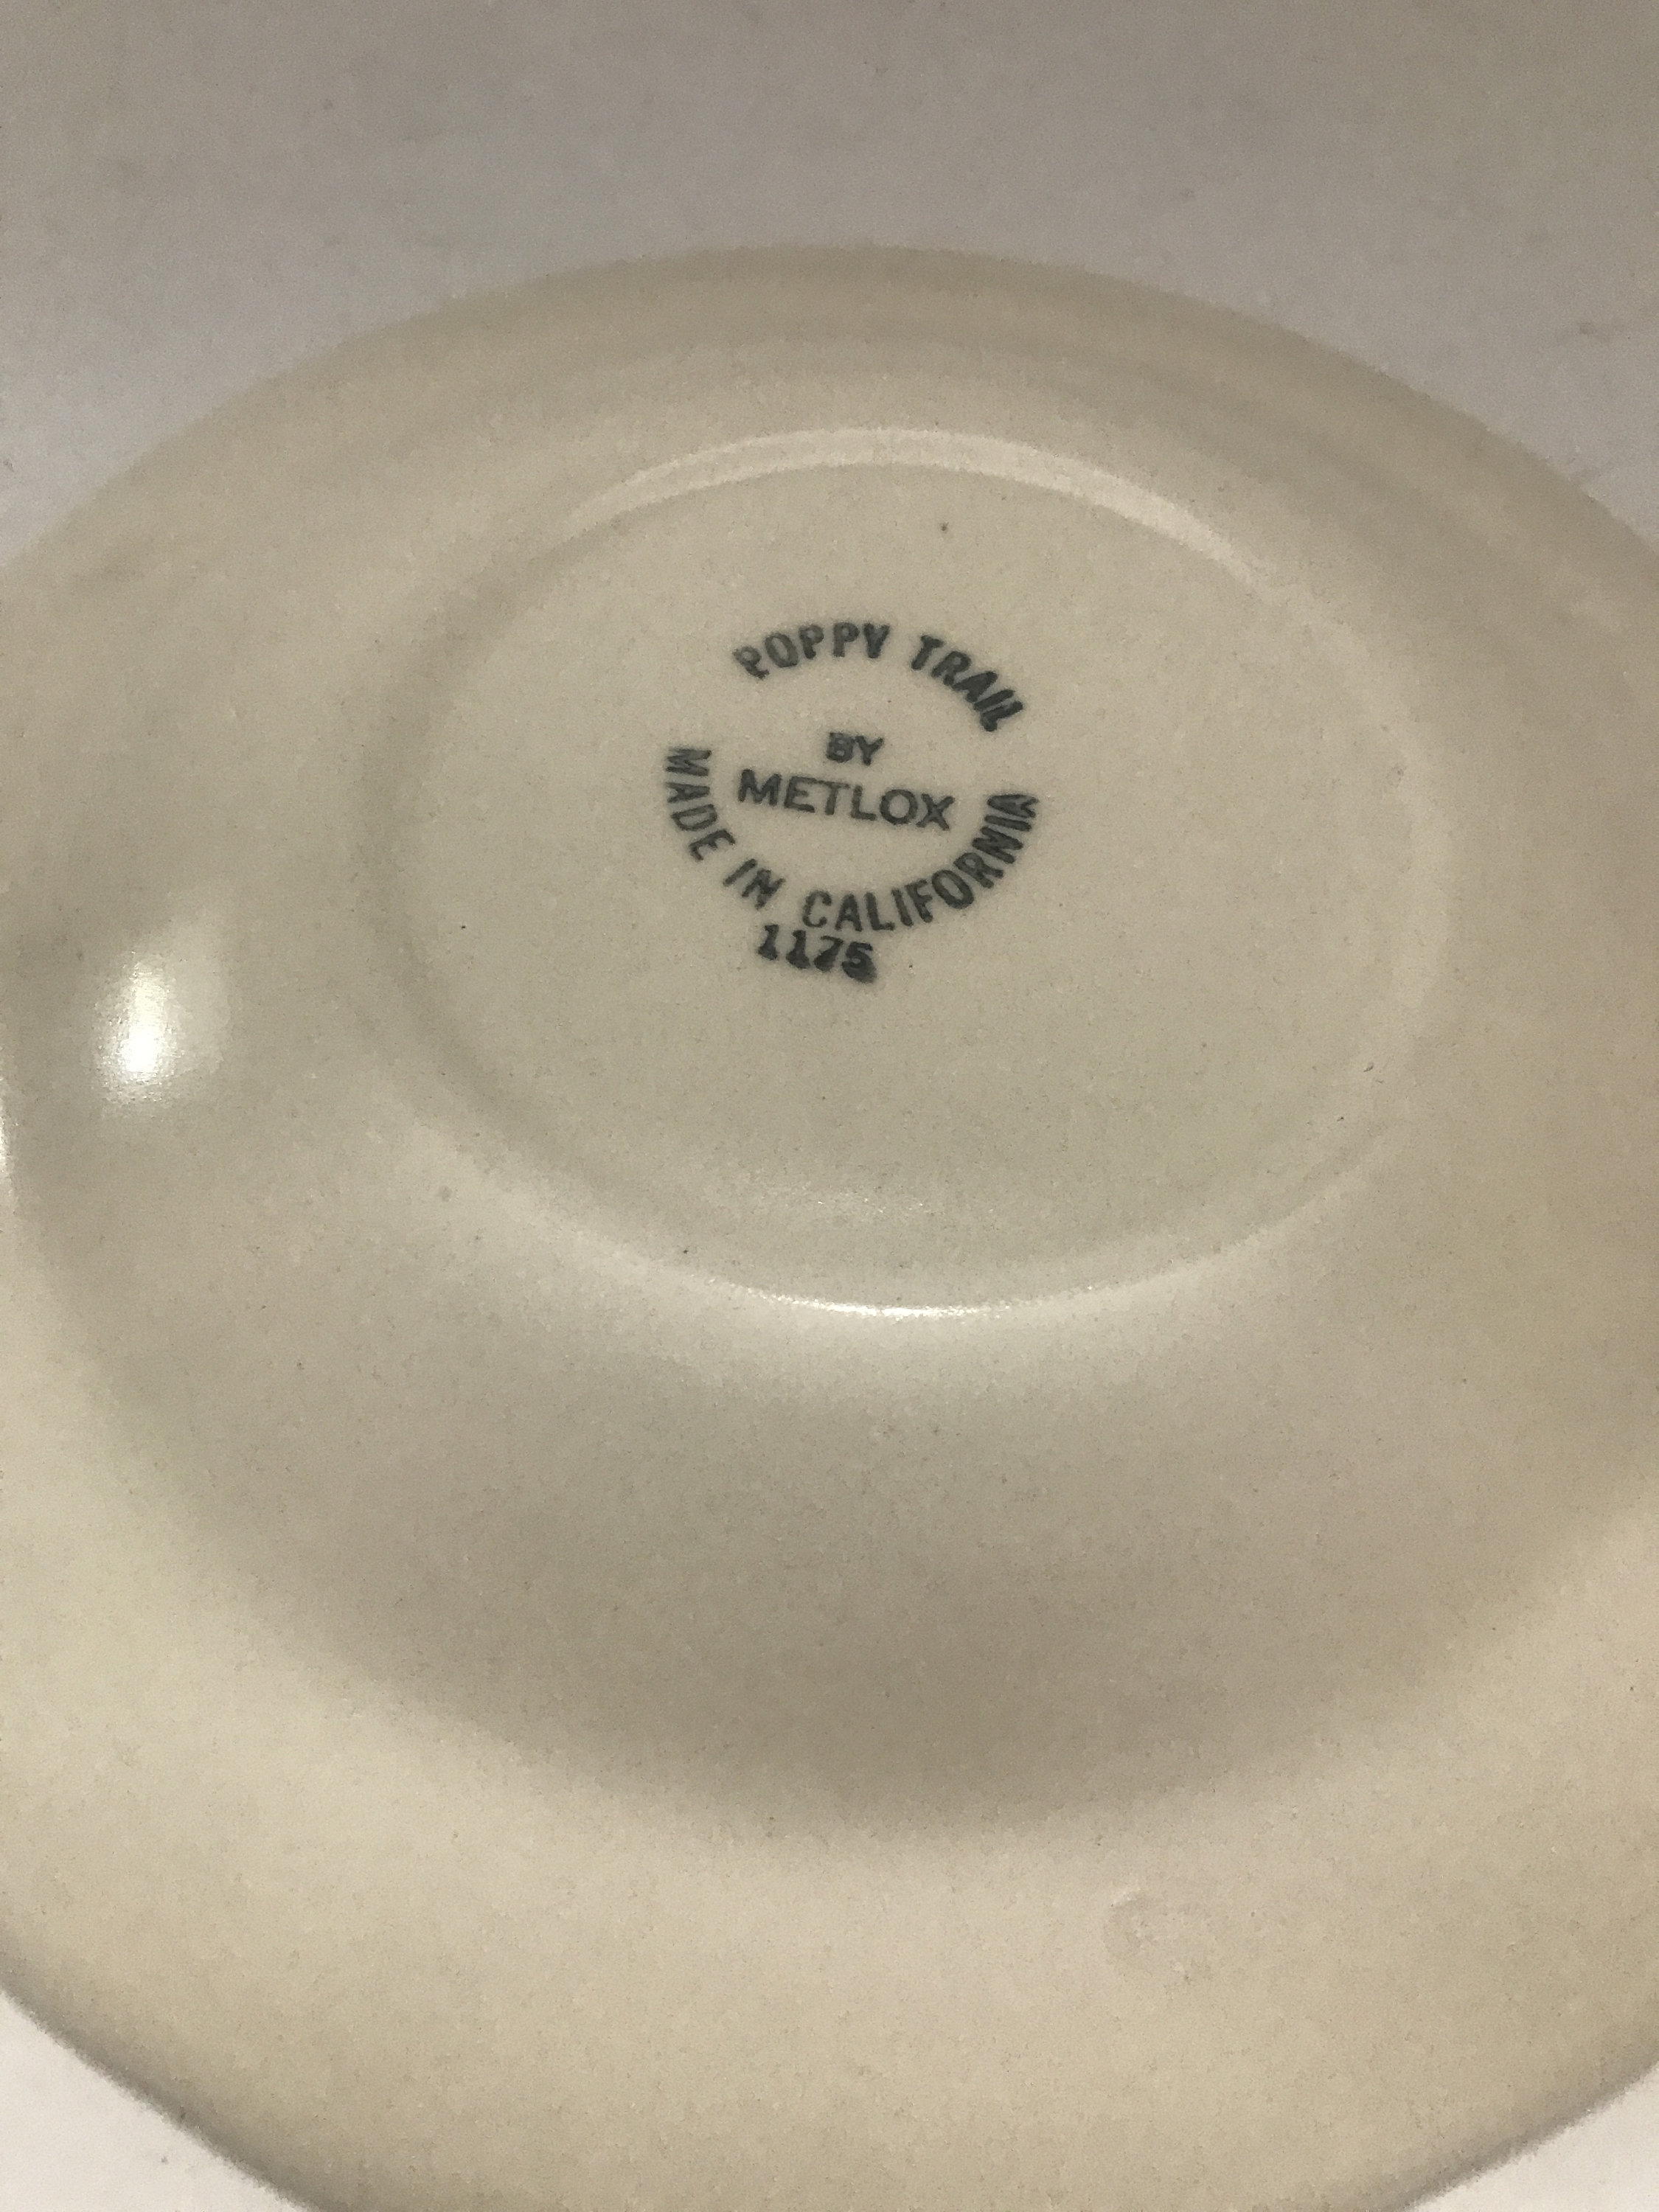 POPPY TRAIL
BY
METLOX
MADE IN CALIFORNIA
1175